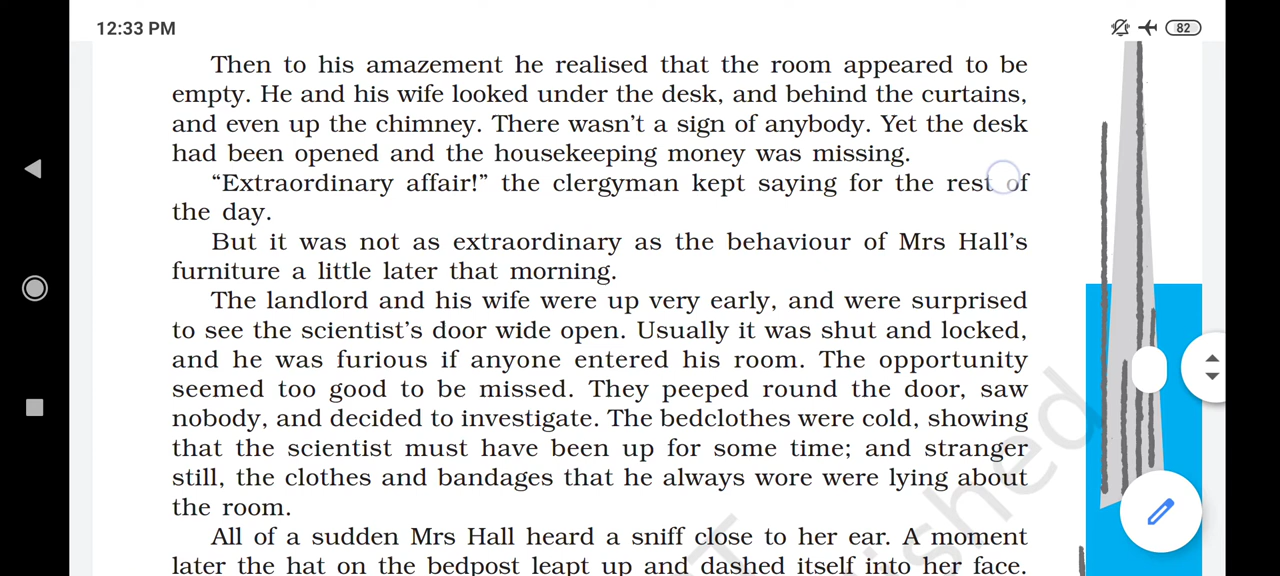 12:33 PM
82
Then to his amazement he realised that the room appeared to be
empty. He and his wife looked under the desk, and behind the curtains,
and even up the chimney. There wasn't a sign of anybody. Yet the desk
had been opened and the housekeeping money was missing.
“Extraordinary affair!” the clergyman kept saying for the rest of
the day.
But it was not as extraordinary as the behaviour of Mrs Hall's
furniture a little later that morning.
The landlord and his wife were up very early, and were surprised
to see the scientist's door wide open. Usually it was shut and locked,
and he was furious if anyone entered his room. The opportunity
seemed too good to be missed. They peeped round the door, saw
nobody, and decided to investigate. The bedclothes were cold, showing
that the scientist must have been up for some time; and stranger
still, the clothes and bandages that he always wore were lying about
the room.
All of a sudden Mrs Hall heard a sniff close to her ear. A moment
later the hat on the bedpost leapt up and dashed itself into her face.